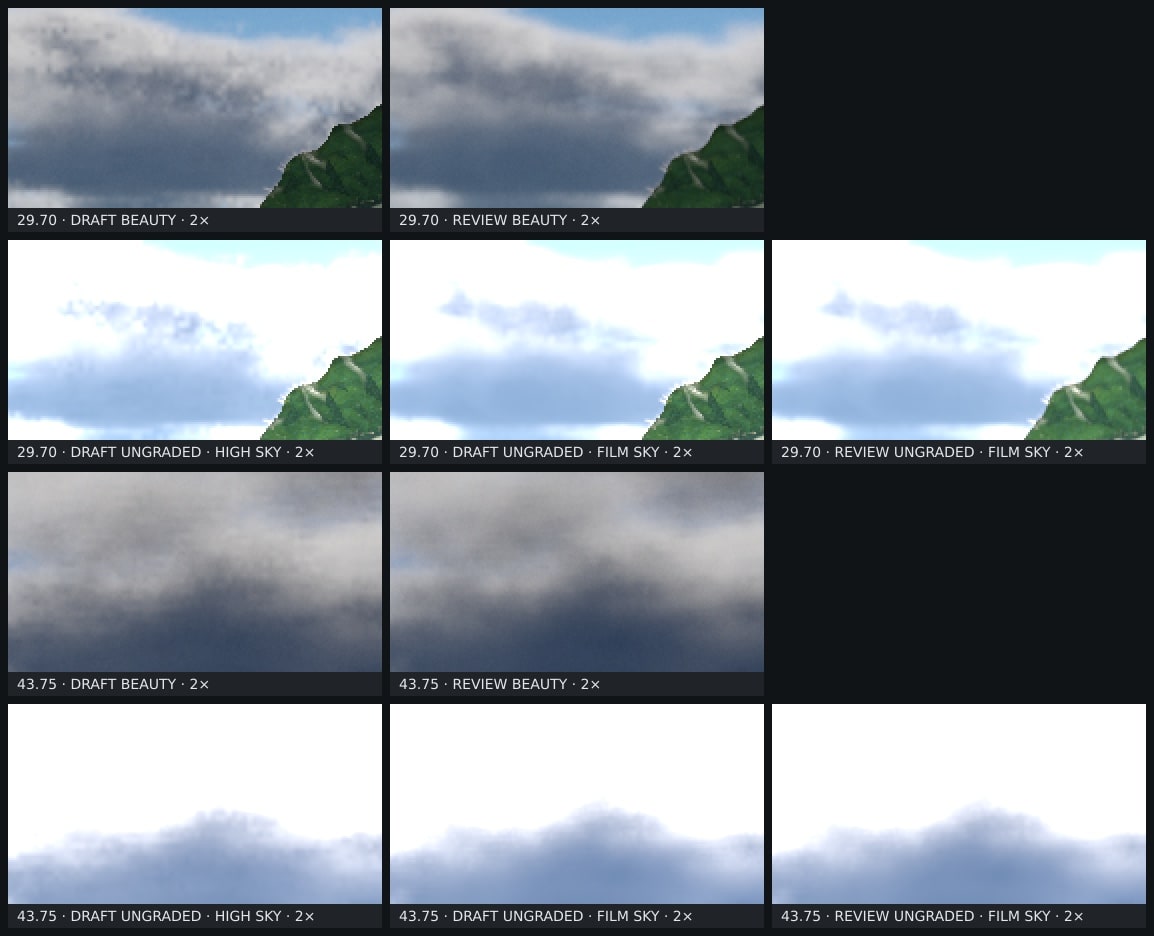 29.70 · DRAFT BEAUTY · 2×
29.70 · REVIEW BEAUTY · 2×
29.70 · DRAFT UNGRADED · HIGH SKY · 2×
29.70 · DRAFT UNGRADED · FILM SKY · 2×
29.70 · REVIEW UNGRADED · FILM SKY · 2×
43.75 · DRAFT BEAUTY · 2×
43.75 · REVIEW BEAUTY · 2×
43.75 · DRAFT UNGRADED · HIGH SKY · 2×
43.75 · DRAFT UNGRADED · FILM SKY · 2×
43.75 · REVIEW UNGRADED · FILM SKY · 2×